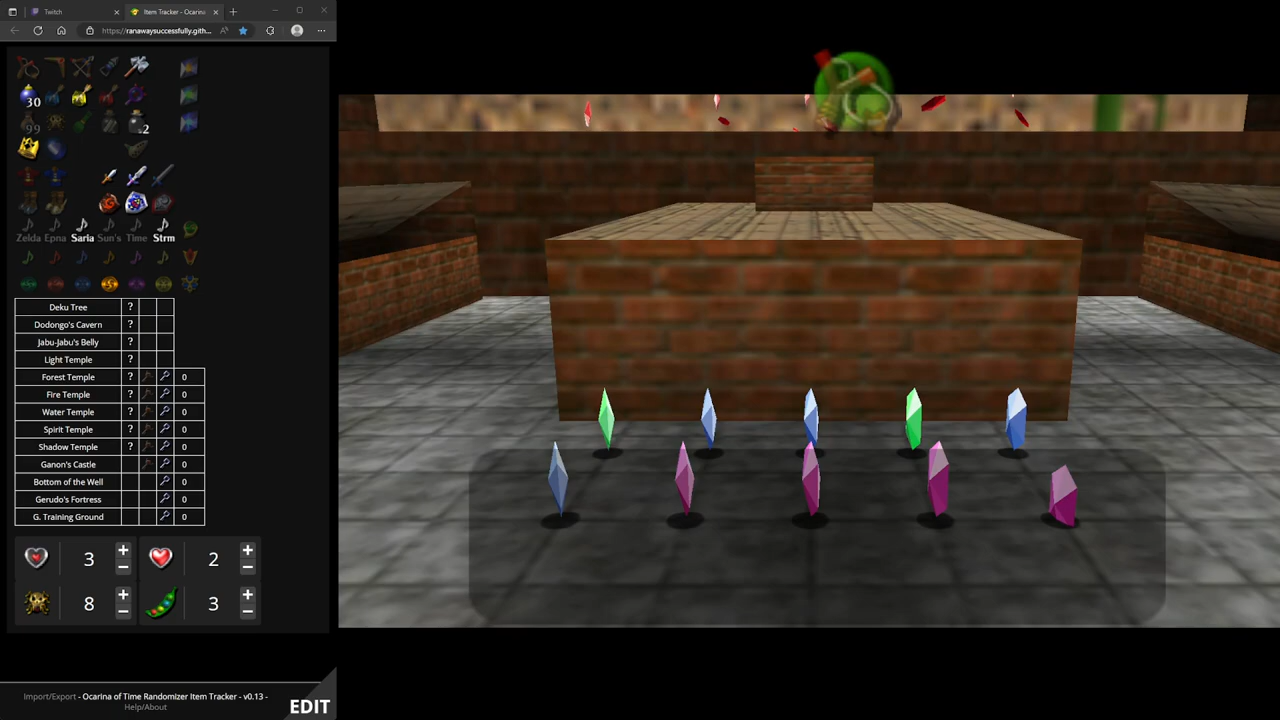 Twitch
Item Tracker - Ocarin
https://ranawaysuccessfully.gith...
30
99
2
Zelda Epna Saria Sun's Time Strm
Deku Tree ?
Dodongo's Cavern ?
Jabu-Jabu's Belly ?
Light Temple ?
Forest Temple ? 0
Fire Temple ? 0
Water Temple ? 0
Spirit Temple ? 0
Shadow Temple ? 0
Ganon's Castle 0
Bottom of the Well 0
Gerudo's Fortress 0
G. Training Ground 0
3 + − 2 + −
8 + − 3 + −
Import/Export - Ocarina of Time Randomizer Item Tracker - v0.13 -
Help/About
EDIT